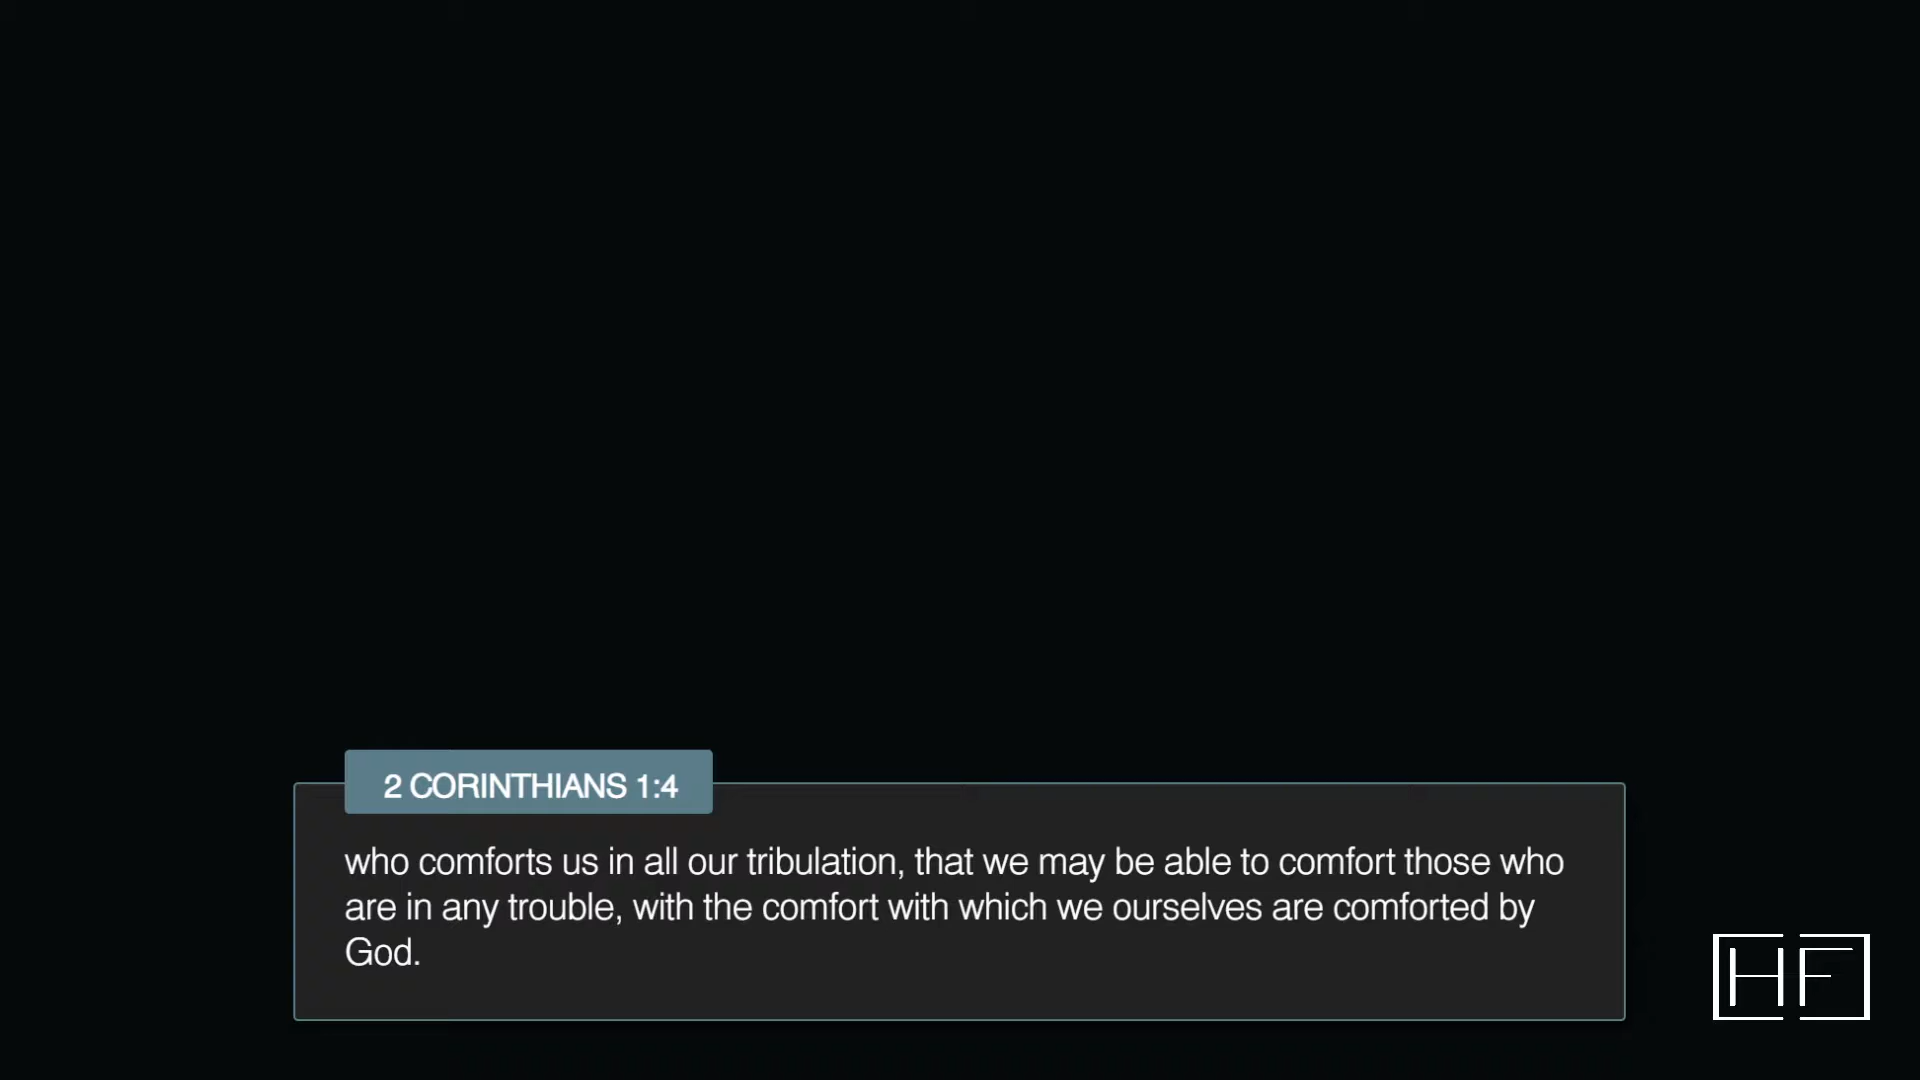 2 CORINTHIANS 1:4
who comforts us in all our tribulation, that we may be able to comfort those who
are in any trouble, with the comfort with which we ourselves are comforted by
God.
HF